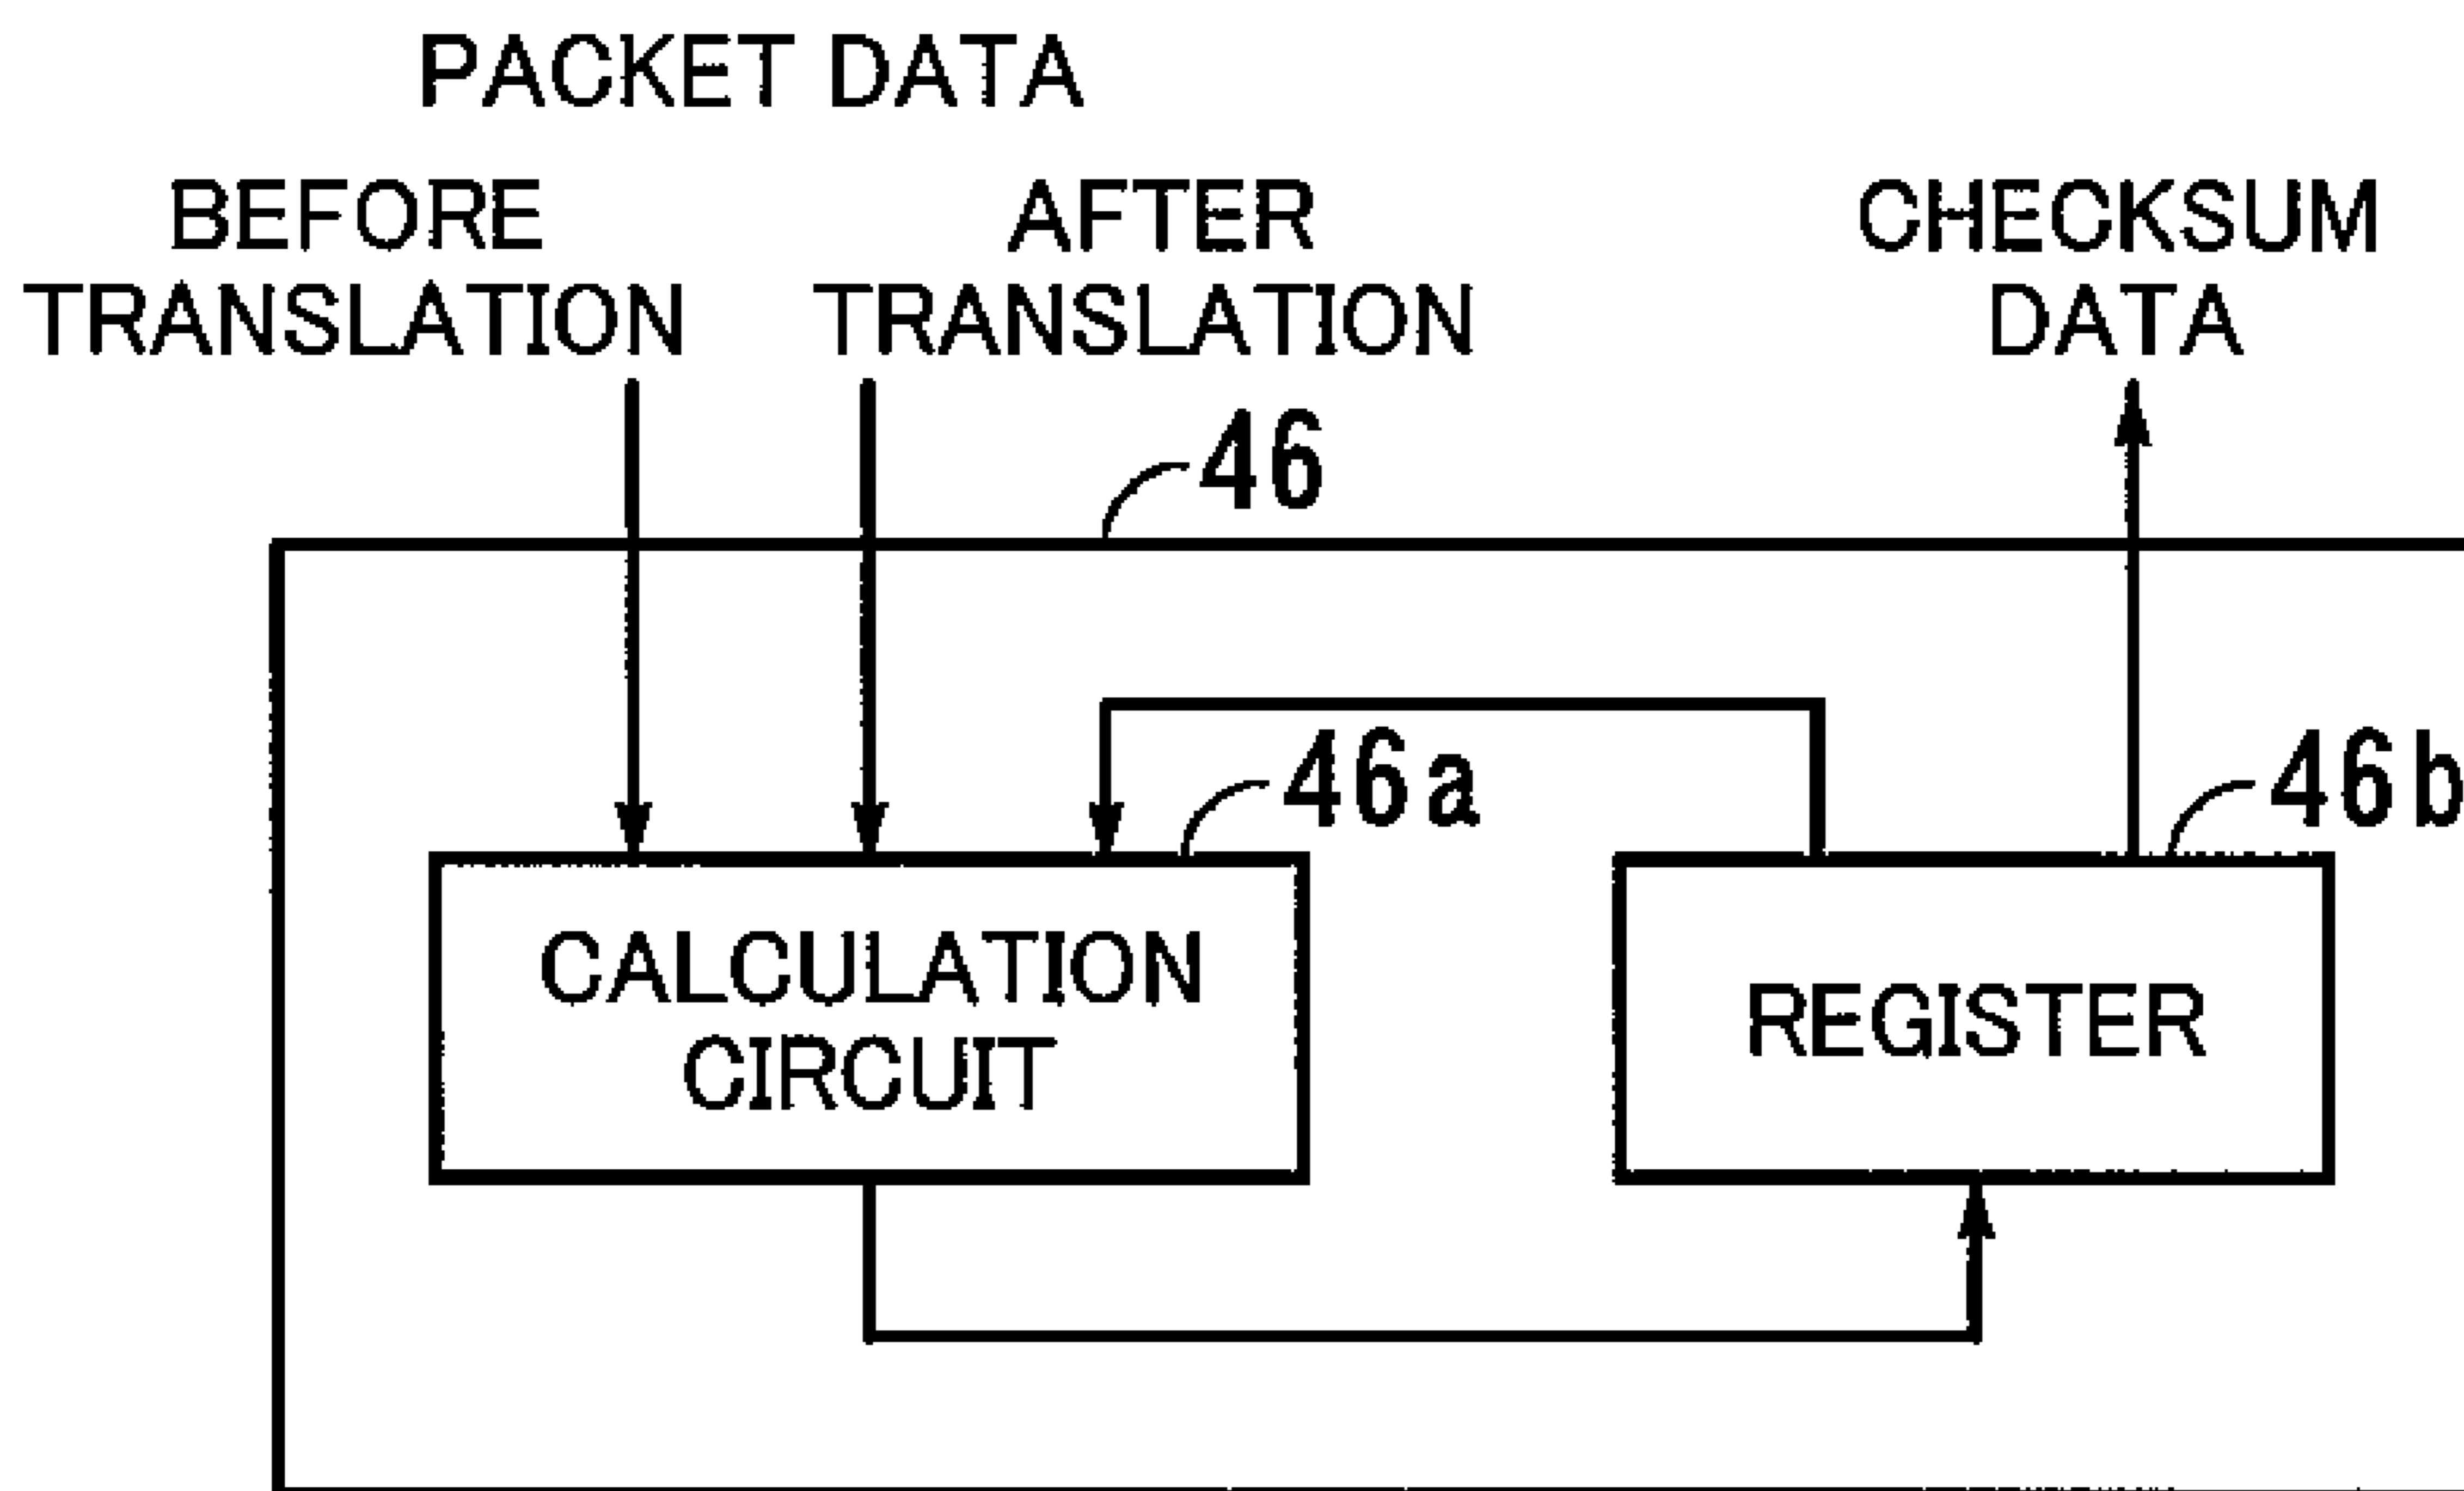 PACKET DATA
BEFORE
TRANSLATION
AFTER
TRANSLATION
CHECKSUM
DATA
46
46a
46b
CALCULATION
CIRCUIT
REGISTER